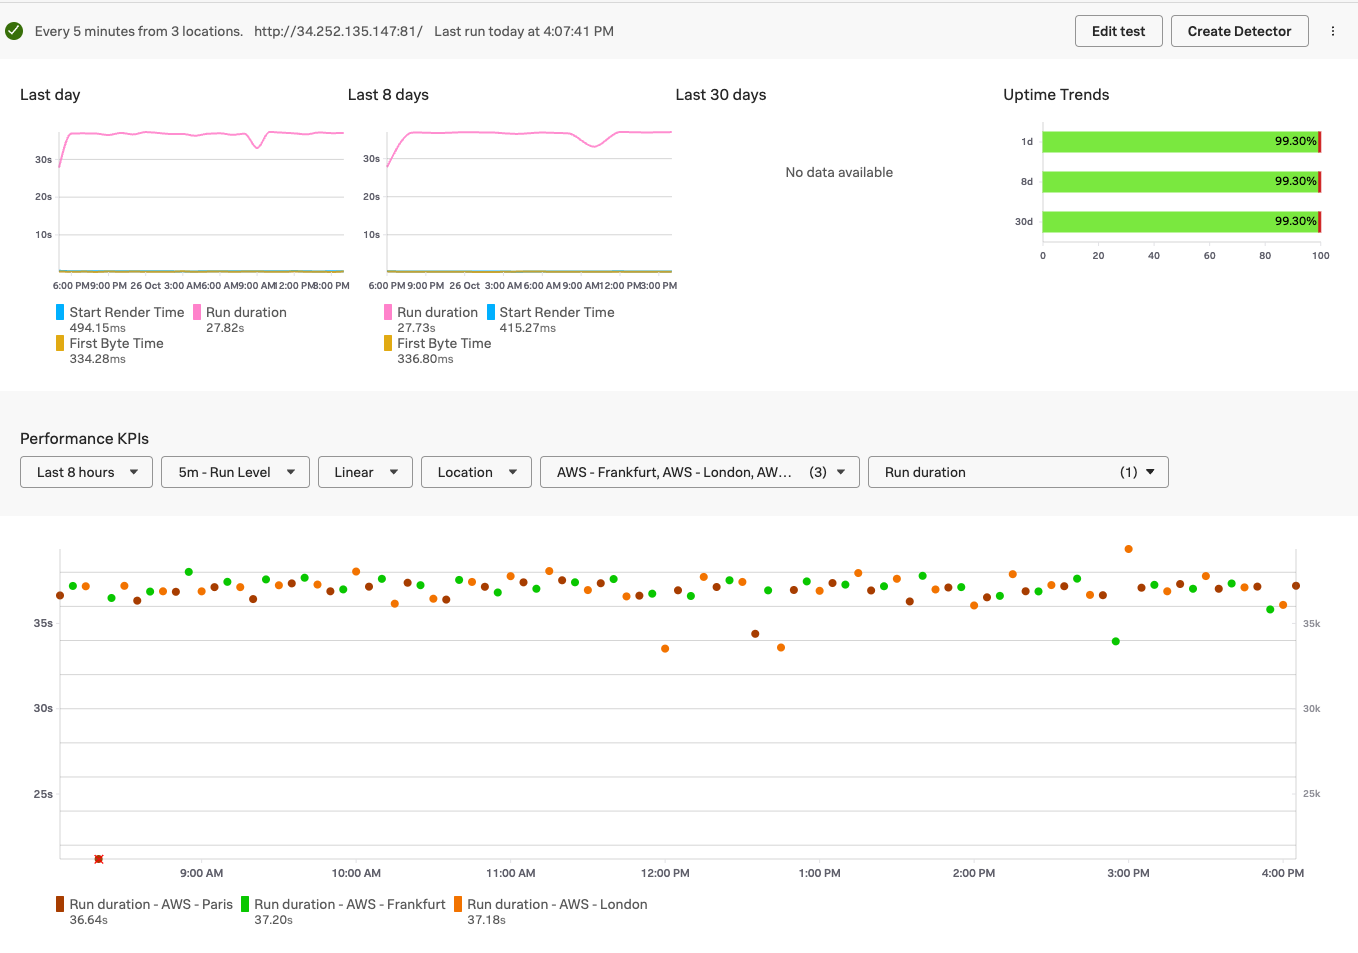 Every 5 minutes from 3 locations. http://34.252.135.147:81/ Last run today at 4:07:41 PM Edit test Create Detector
Last day
30s
20s
10s
6:00 PM 9:00 PM 26 Oct 3:00 AM 6:00 AM 9:00 AM 12:00 PM 3:00 PM
Start Render Time
494.15ms
Run duration
27.82s
First Byte Time
334.28ms
Last 8 days
30s
20s
10s
6:00 PM 9:00 PM 26 Oct 3:00 AM 6:00 AM 9:00 AM 12:00 PM 3:00 PM
Run duration
27.73s
Start Render Time
415.27ms
First Byte Time
336.80ms
Last 30 days
No data available
Uptime Trends
1d 99.30%
8d 99.30%
30d 99.30%
0 20 40 60 80 100
Performance KPIs
Last 8 hours 5m - Run Level Linear Location AWS - Frankfurt, AWS - London, AW... (3) Run duration (1)
35s 35k
30s 30k
25s 25k
9:00 AM 10:00 AM 11:00 AM 12:00 PM 1:00 PM 2:00 PM 3:00 PM 4:00 PM
Run duration - AWS - Paris
36.64s
Run duration - AWS - Frankfurt
37.20s
Run duration - AWS - London
37.18s